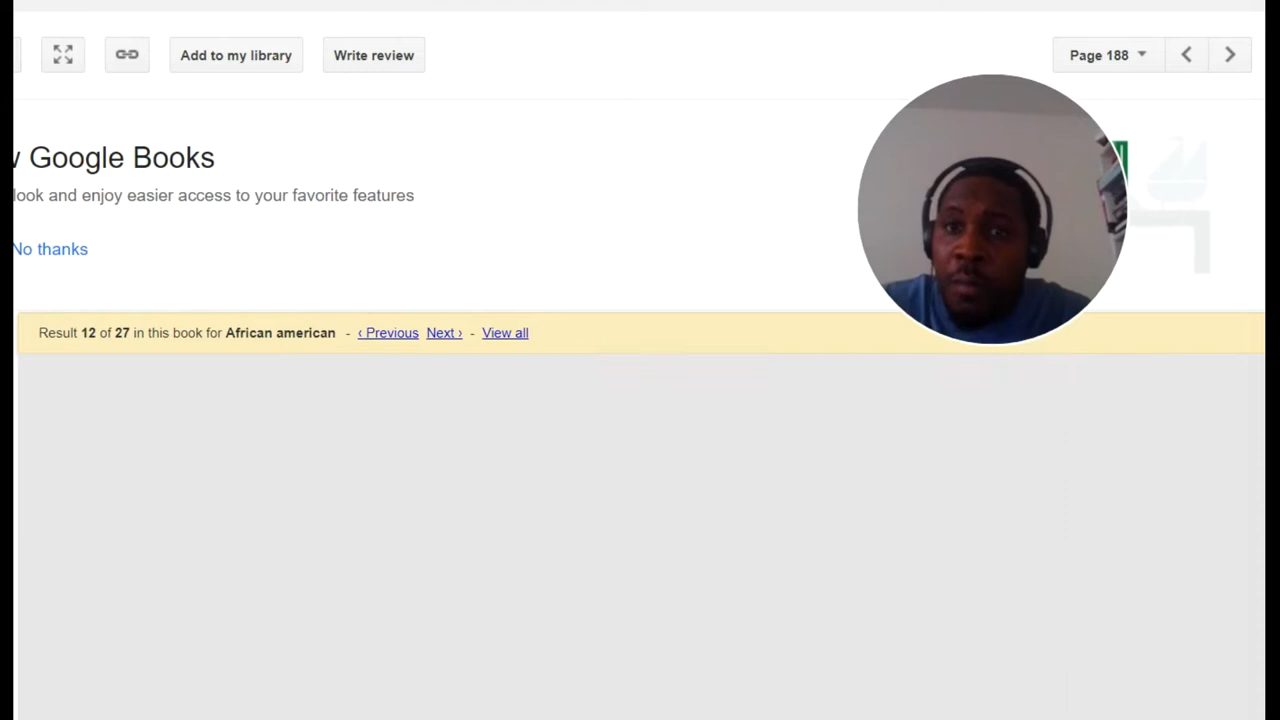 Add to my library
Write review
Page 188
Google Books
look and enjoy easier access to your favorite features
No thanks
Result 12 of 27 in this book for African american - ‹ Previous Next › - View all